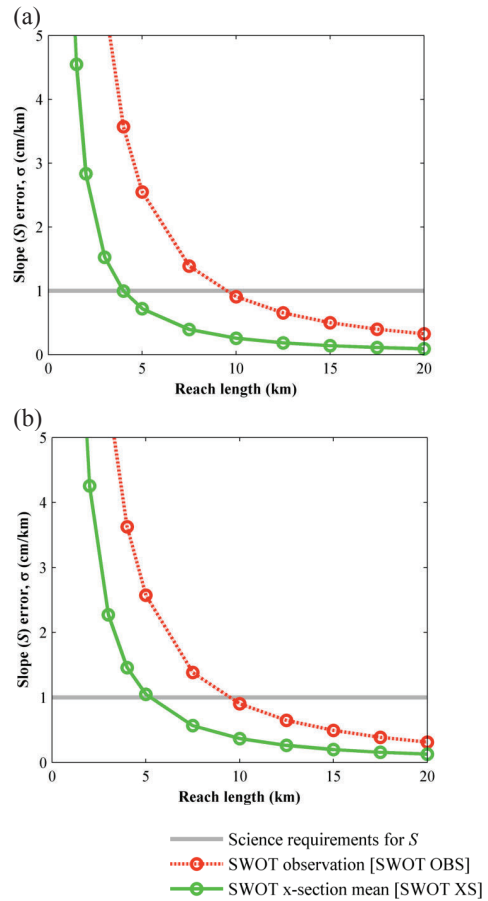 (a)
5
4
3
2
1
0
Slope (S) error, σ (cm/km)
0 5 10 15 20
Reach length (km)
(b)
5
4
3
2
1
0
Slope (S) error, σ (cm/km)
0 5 10 15 20
Reach length (km)
Science requirements for S
SWOT observation [SWOT OBS]
SWOT x-section mean [SWOT XS]